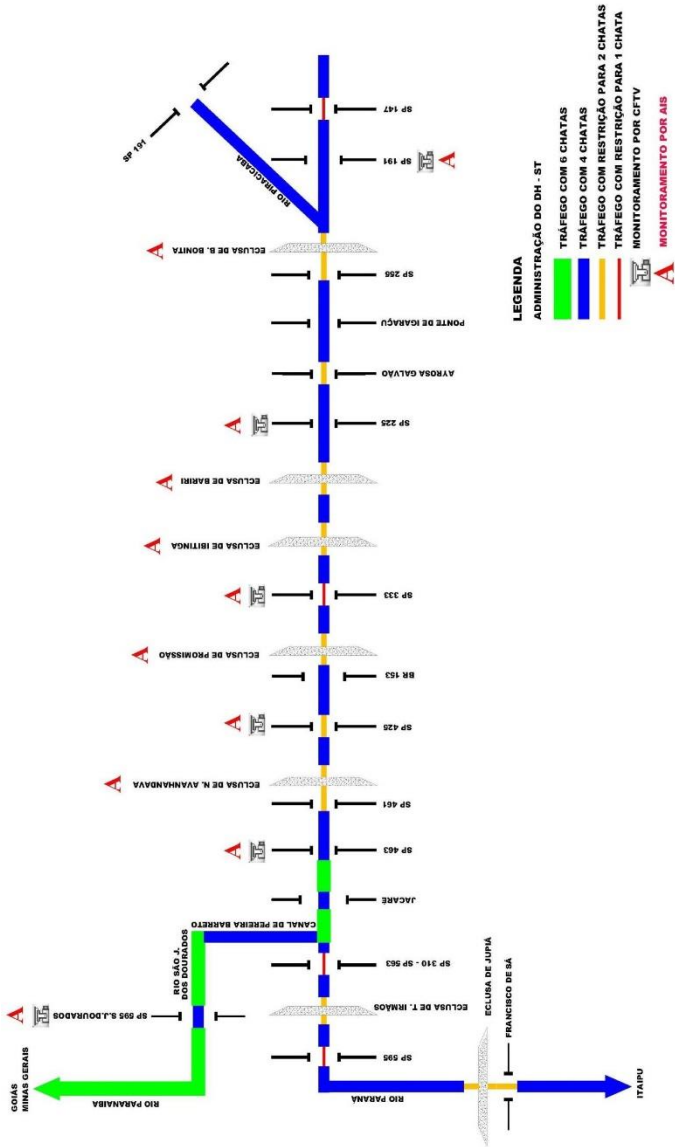 GOIÁS
MINAS GERAIS
RIO PARANAIBA
SP 595 S.J.DOURADOS
A
RIO SÃO J.
DOS DOURADOS
CANAL DE PEREIRA BARRETO
ITAIPU
RIO PARANÁ
FRANCISCO DE SÁ
ECLUSA DE JUPIÁ
SP 595
ECLUSA DE T. IRMÃOS
SP 310 - SP 563
JACARÉ
A
SP 463
SP 461
A
ECLUSA DE N. AVANHANDAVA
A
SP 425
BR 153
A
ECLUSA DE PROMISSÃO
A
SP 333
A
ECLUSA DE IBITINGA
A
ECLUSA DE BARIRI
A
SP 225
AYROSA GALVÃO
PONTE DE IGARAÇU
SP 255
A
ECLUSA DE B. BONITA
RIO PIRACICABA
SP 191
SP 191
A
SP 147
LEGENDA
ADMINISTRAÇÃO DO DH - ST
TRÁFEGO COM 6 CHATAS
TRÁFEGO COM 4 CHATAS
TRÁFEGO COM RESTRIÇÃO PARA 2 CHATAS
TRÁFEGO COM RESTRIÇÃO PARA 1 CHATA
MONITORAMENTO POR CFTV
A MONITORAMENTO POR AIS